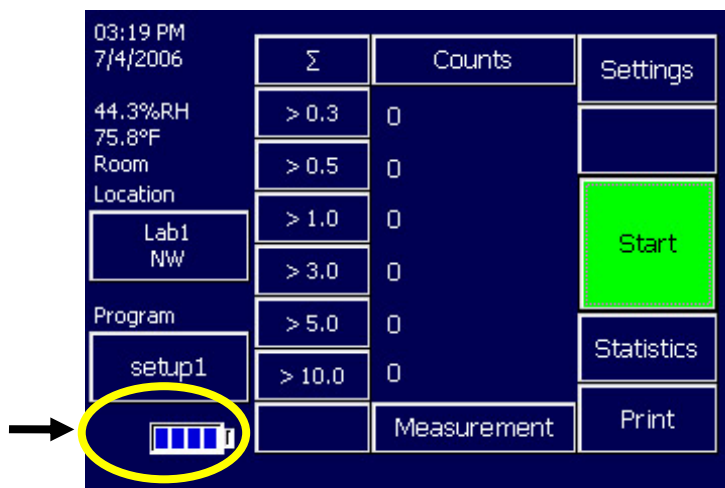 03:19 PM
7/4/2006
44.3%RH
75.8°F
Room
Location
Lab1
NW
Program
setup1
Σ
Counts
> 0.3
0
> 0.5
0
> 1.0
0
> 3.0
0
> 5.0
0
> 10.0
0
Measurement
Settings
Start
Statistics
Print